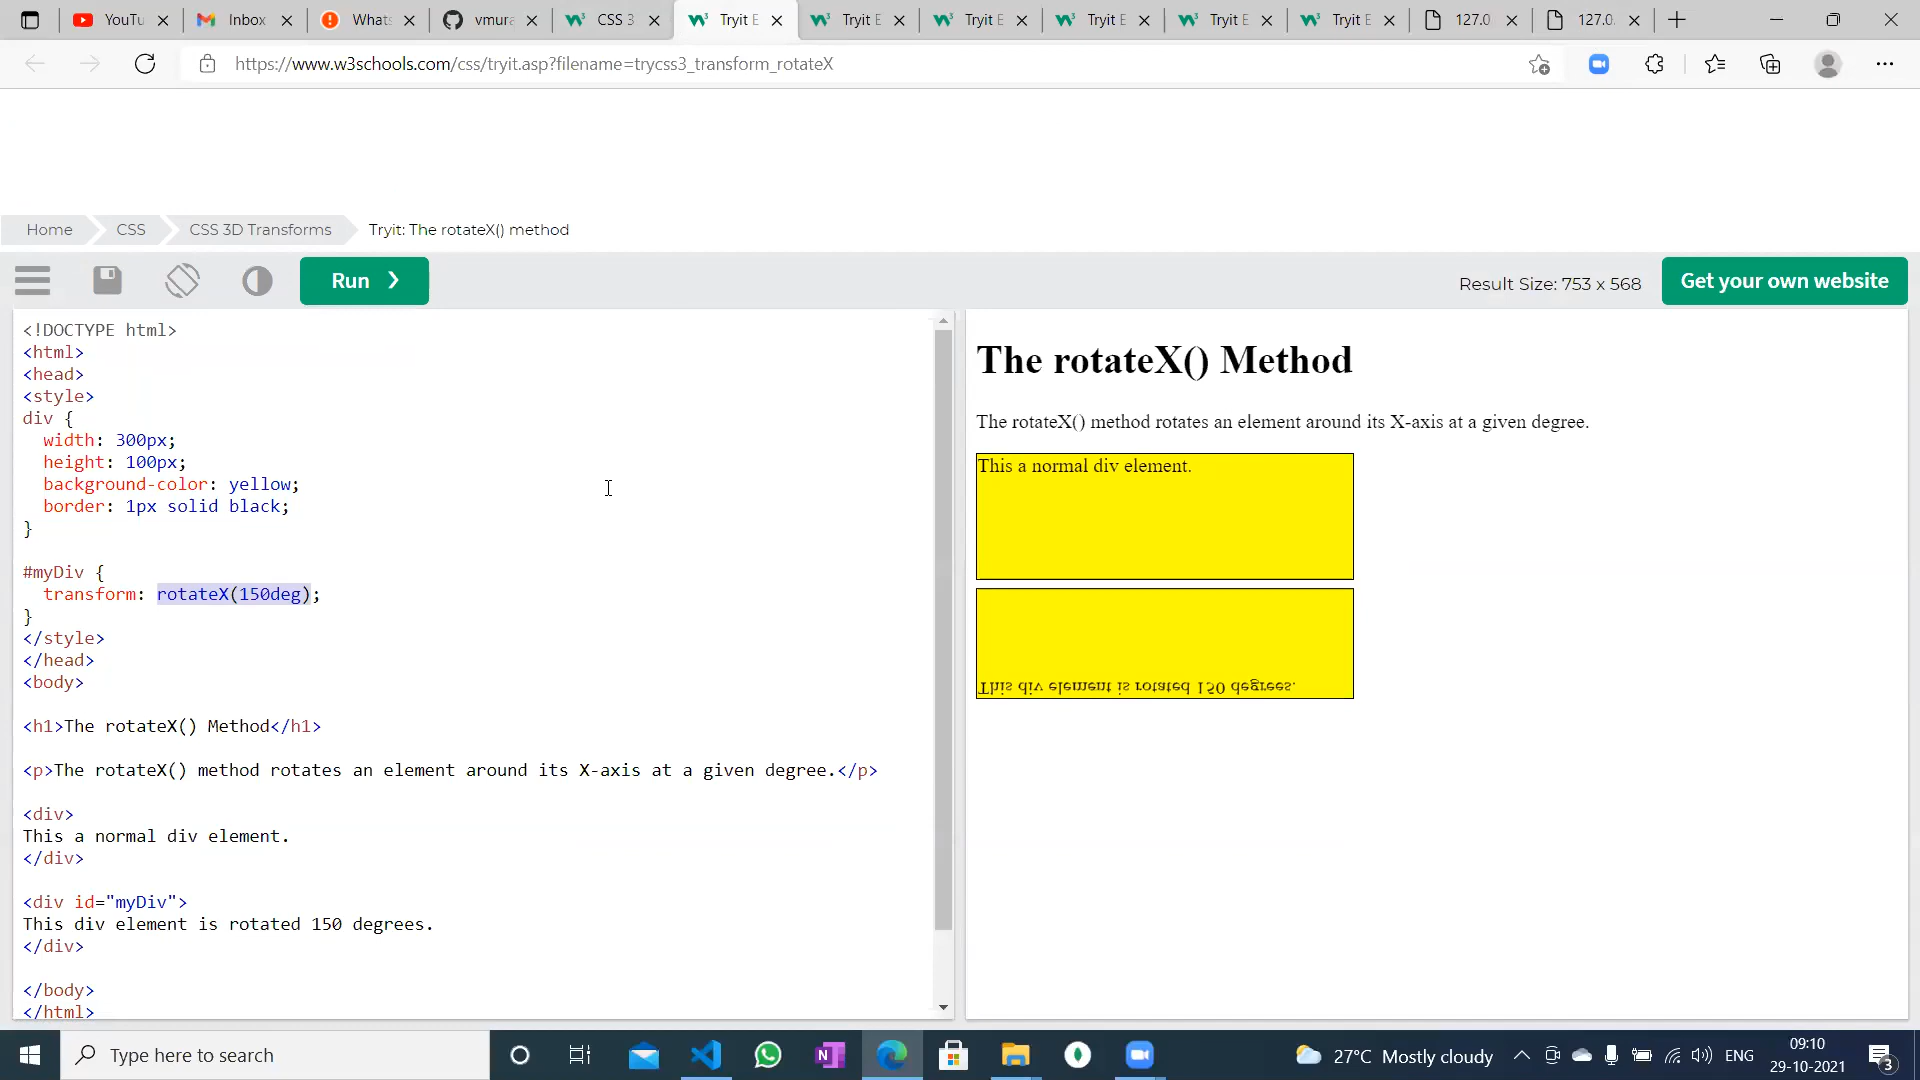 YouTu
Inbox
Whats
vmura
CSS 3
Tryit E
Tryit E
Tryit E
Tryit E
Tryit E
Tryit E
127.0
127.0.
https://www.w3schools.com/css/tryit.asp?filename=trycss3_transform_rotateX
Home
CSS
CSS 3D Transforms
Tryit: The rotateX() method
Run ❯
Result Size: 753 x 568
Get your own website
<!DOCTYPE html>
<html>
<head>
<style>
div {
  width: 300px;
  height: 100px;
  background-color: yellow;
  border: 1px solid black;
}
#myDiv {
  transform: rotateX(150deg);
}
</style>
</head>
<body>
<h1>The rotateX() Method</h1>
<p>The rotateX() method rotates an element around its X-axis at a given degree.</p>
<div>
This a normal div element.
</div>
<div id="myDiv">
This div element is rotated 150 degrees.
</div>
</body>
</html>
The rotateX() Method
The rotateX() method rotates an element around its X-axis at a given degree.
This a normal div element.
This div element is rotated 150 degrees.
Type here to search
27°C Mostly cloudy
ENG
09:10
29-10-2021
3